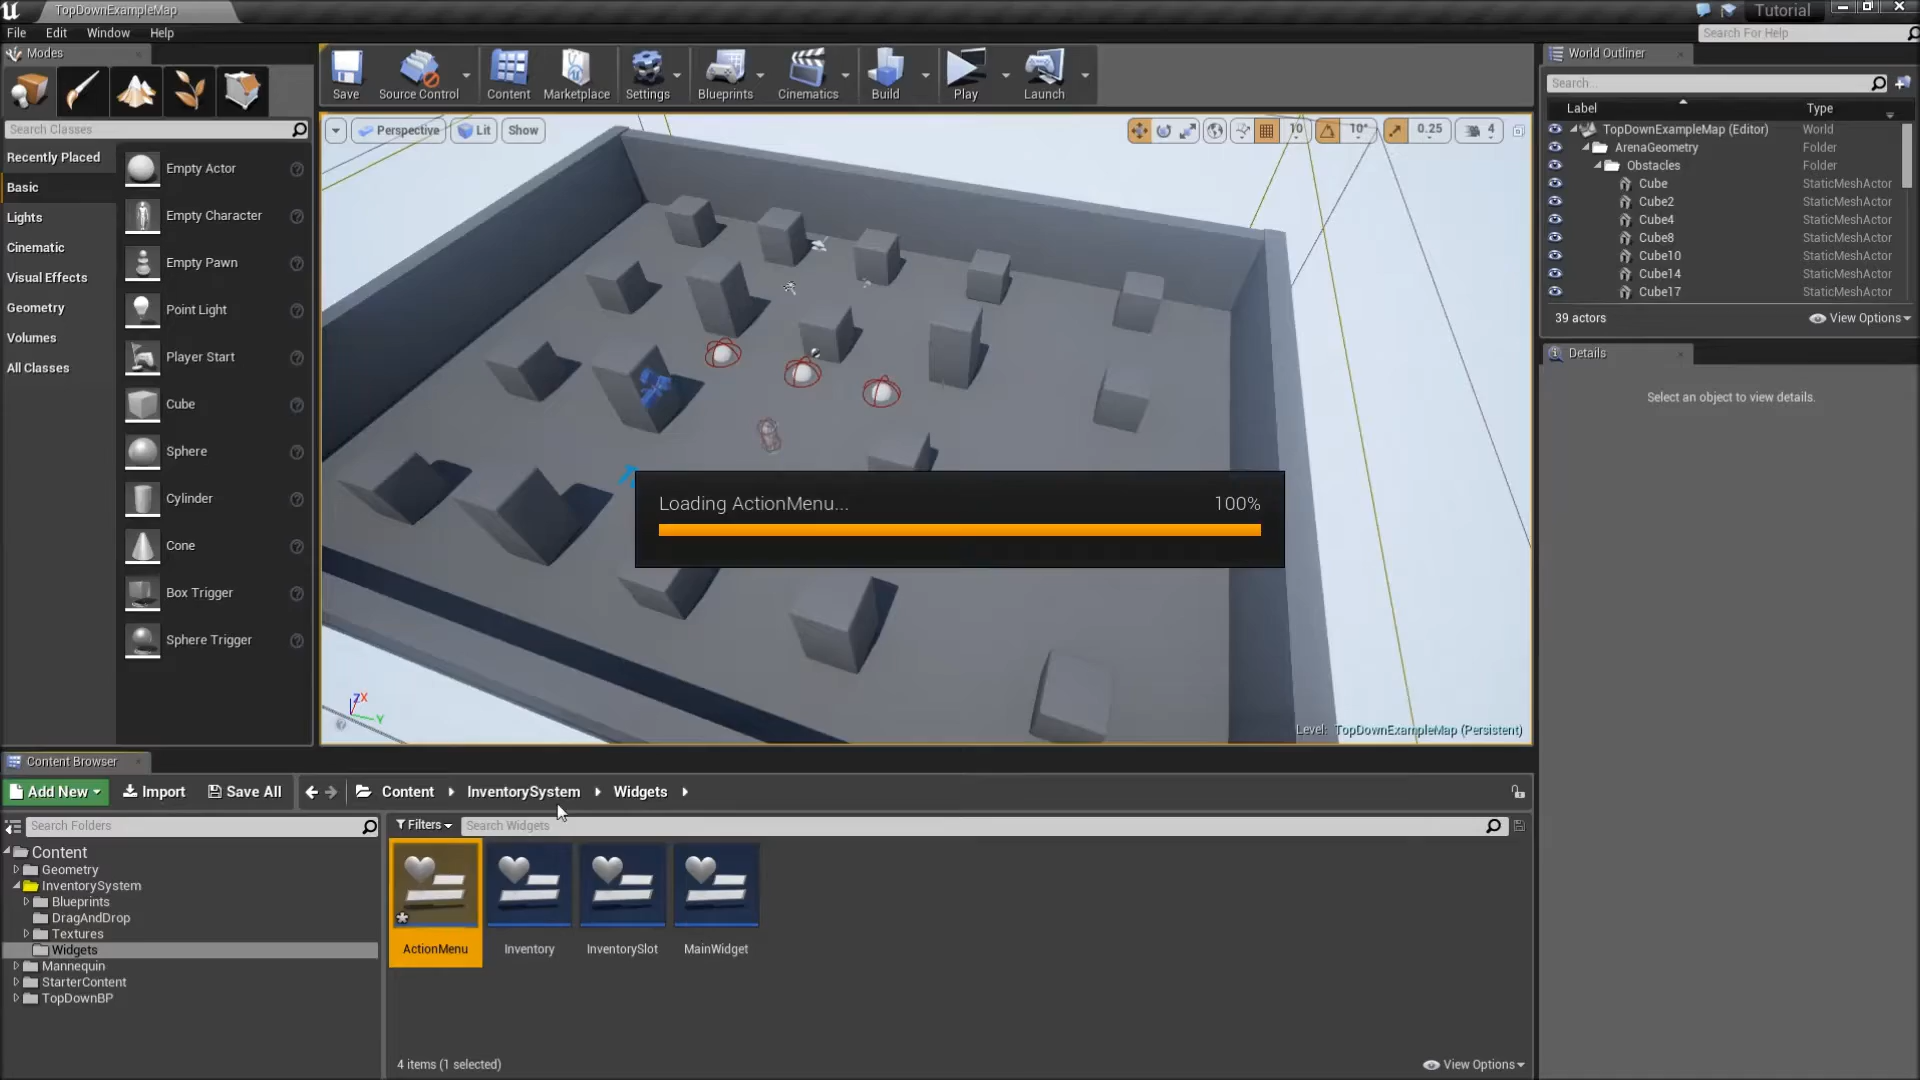 TopDownExampleMap
Tutorial
File Edit Window Help
Search For Help
Modes
Save
Source Control
Content
Marketplace
Settings
Blueprints
Cinematics
Build
Play
Launch
Search Classes
Recently Placed
Basic
Lights
Cinematic
Visual Effects
Geometry
Volumes
All Classes
Empty Actor
Empty Character
Empty Pawn
Point Light
Player Start
Cube
Sphere
Cylinder
Cone
Box Trigger
Sphere Trigger
Perspective
Lit
Show
10
10°
0.25
4
Loading ActionMenu... 100%
Z X
Y
Level: TopDownExampleMap (Persistent)
World Outliner
Search...
Label Type
TopDownExampleMap (Editor) World
ArenaGeometry Folder
Obstacles Folder
Cube StaticMeshActor
Cube2 StaticMeshActor
Cube4 StaticMeshActor
Cube8 StaticMeshActor
Cube10 StaticMeshActor
Cube14 StaticMeshActor
Cube17 StaticMeshActor
39 actors
View Options
Details
Select an object to view details.
Content Browser
Add New
Import
Save All
Content
InventorySystem
Widgets
Search Folders
Filters
Search Widgets
Content
Geometry
InventorySystem
Blueprints
DragAndDrop
Textures
Widgets
Mannequin
StarterContent
TopDownBP
ActionMenu
Inventory
InventorySlot
MainWidget
4 items (1 selected)
View Options